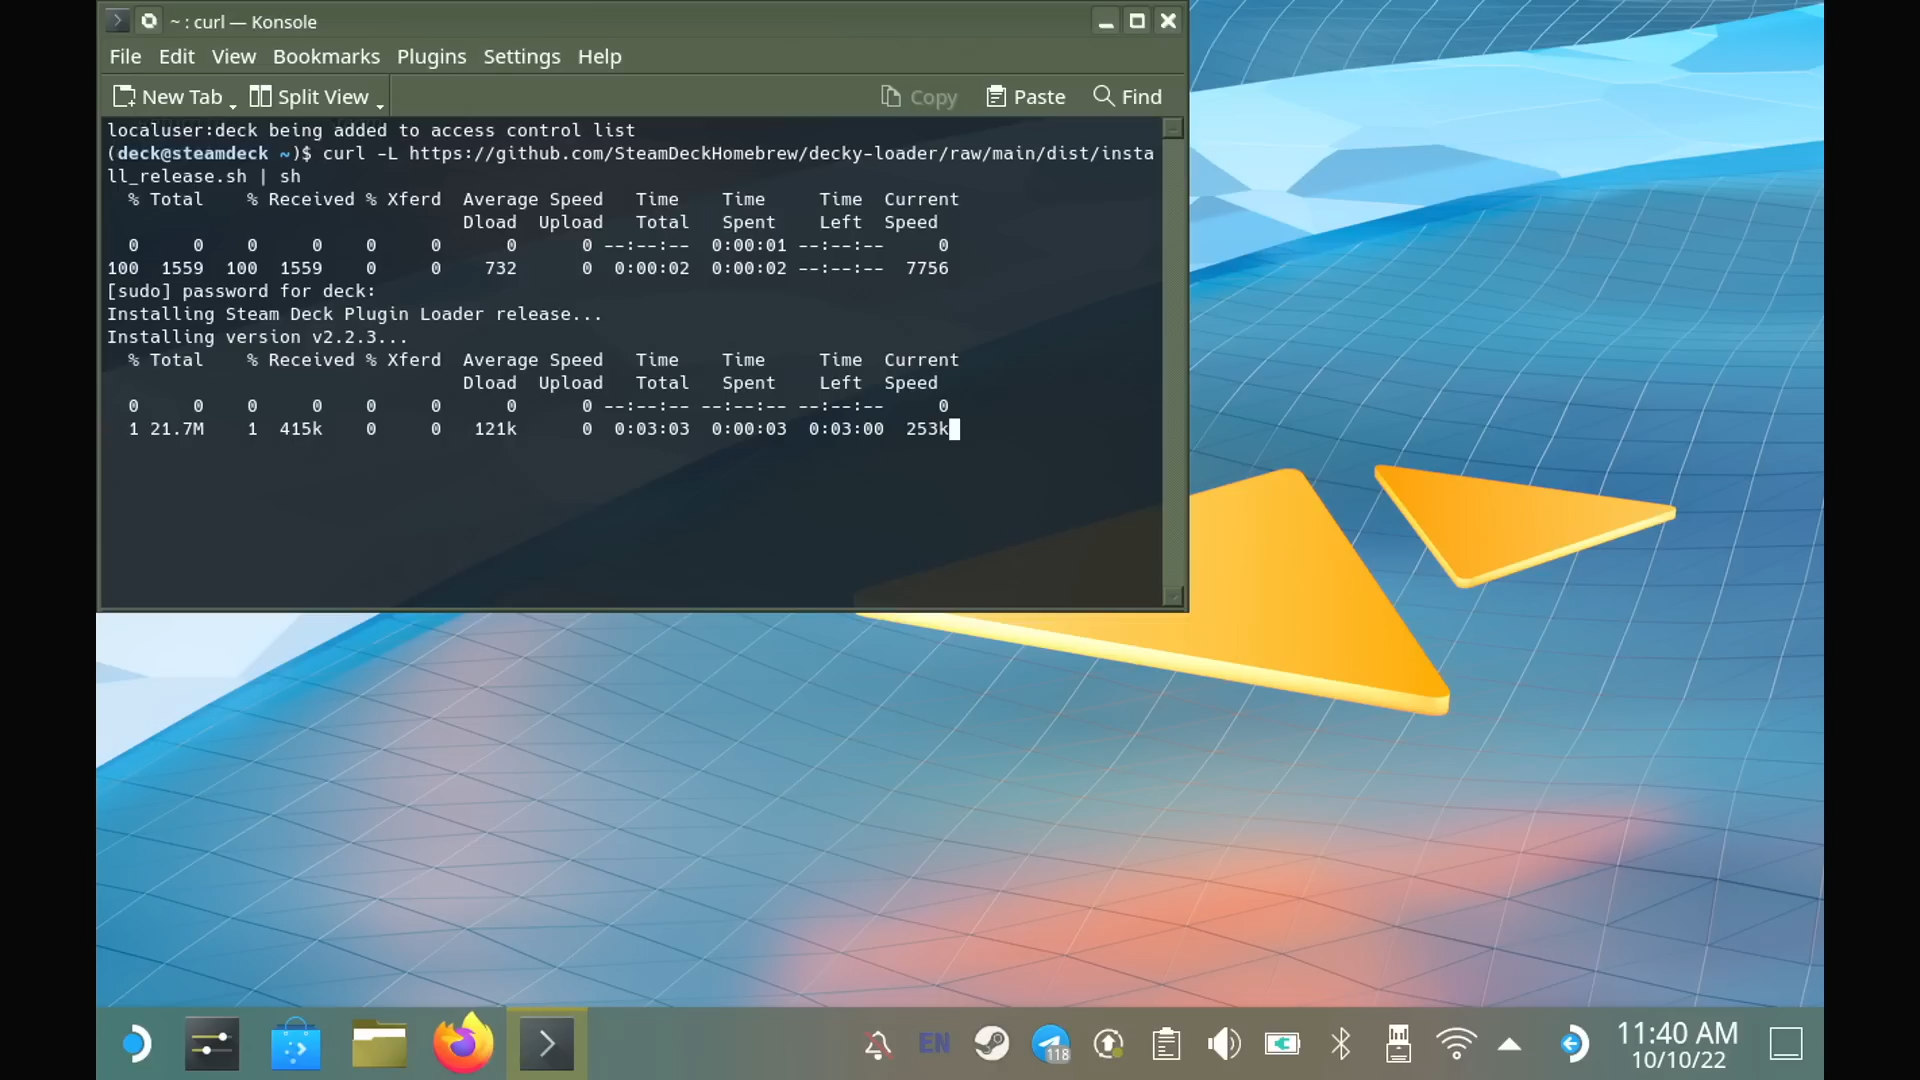 ~ : curl — Konsole
File Edit View Bookmarks Plugins Settings Help
New Tab Split View Copy Paste Find
localuser:deck being added to access control list
(deck@steamdeck ~)$ curl -L https://github.com/SteamDeckHomebrew/decky-loader/raw/main/dist/insta
ll_release.sh | sh
% Total % Received % Xferd Average Speed Time Time Time Current
Dload Upload Total Spent Left Speed
0 0 0 0 0 0 0 0 --:--:-- 0:00:01 --:--:-- 0
100 1559 100 1559 0 0 732 0 0:00:02 0:00:02 --:--:-- 7756
[sudo] password for deck:
Installing Steam Deck Plugin Loader release...
Installing version v2.2.3...
% Total % Received % Xferd Average Speed Time Time Time Current
Dload Upload Total Spent Left Speed
0 0 0 0 0 0 0 0 --:--:-- --:--:-- --:--:-- 0
1 21.7M 1 415k 0 0 121k 0 0:03:03 0:00:03 0:03:00 253k
EN 118 11:40 AM
10/10/22